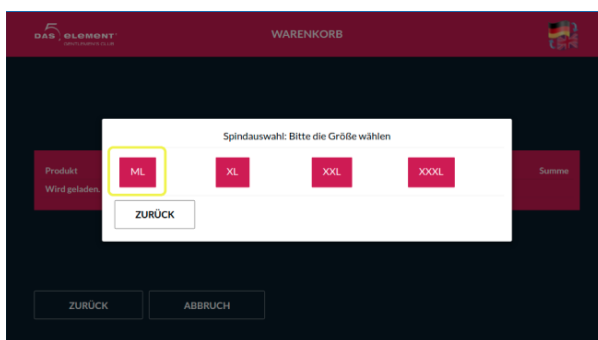 DAS 5 ELEMENT
WARENKORB
Spindauswahl: Bitte die Größe wählen
Produkt
Summe
ML
XL
XXL
XXXL
Wird geladen.
ZURÜCK
ZURÜCK
ABBRUCH